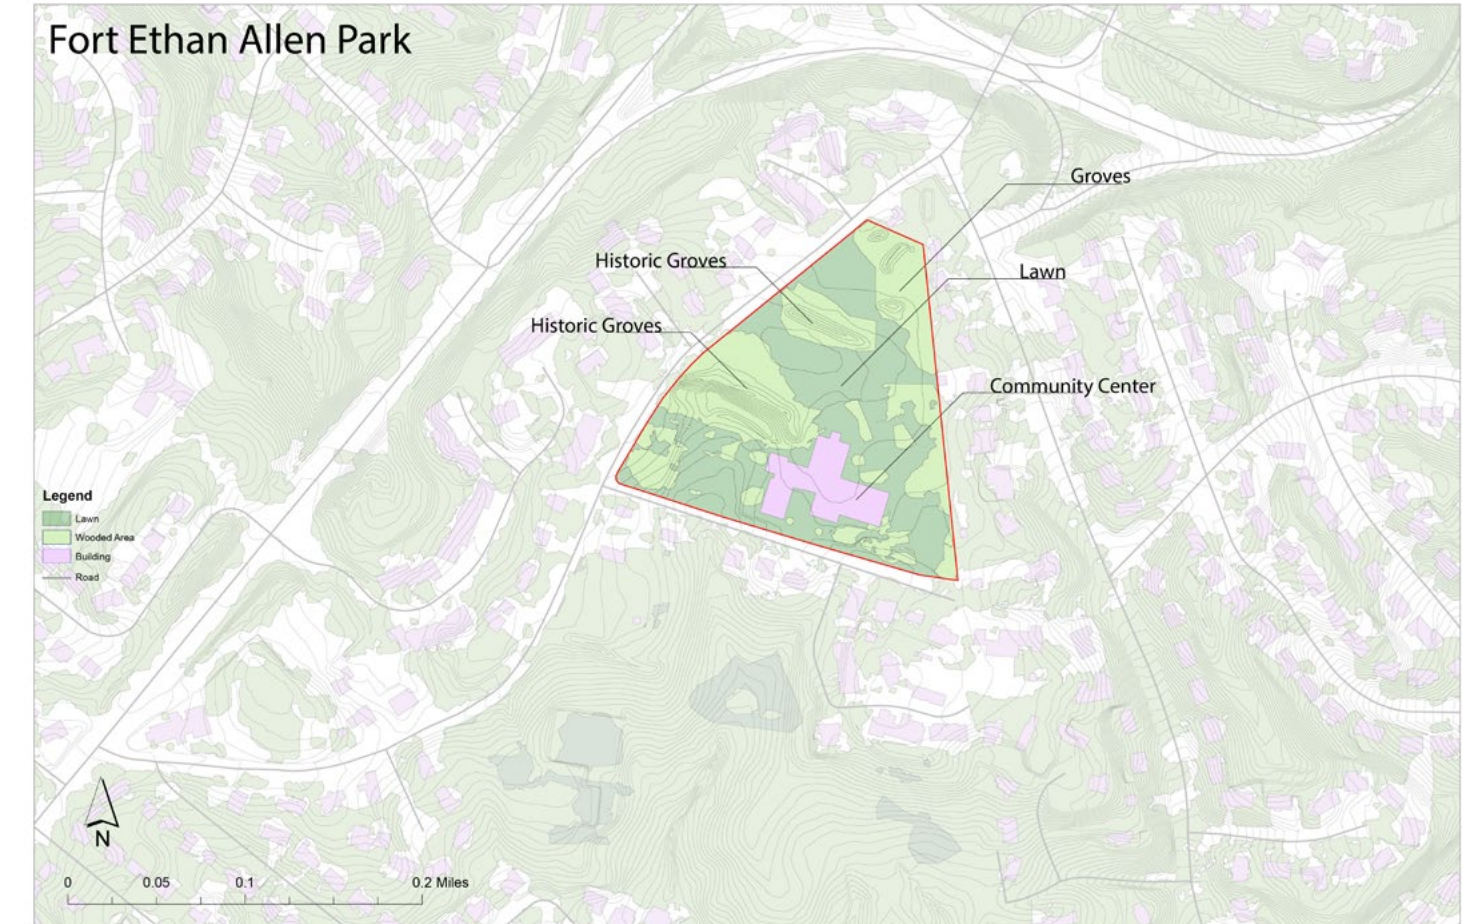 Fort Ethan Allen Park
Groves
Historic Groves
Lawn
Historic Groves
Community Center
Legend
Lawn
Wooded Area
Building
Road
N
0 0.05 0.1 0.2 Miles